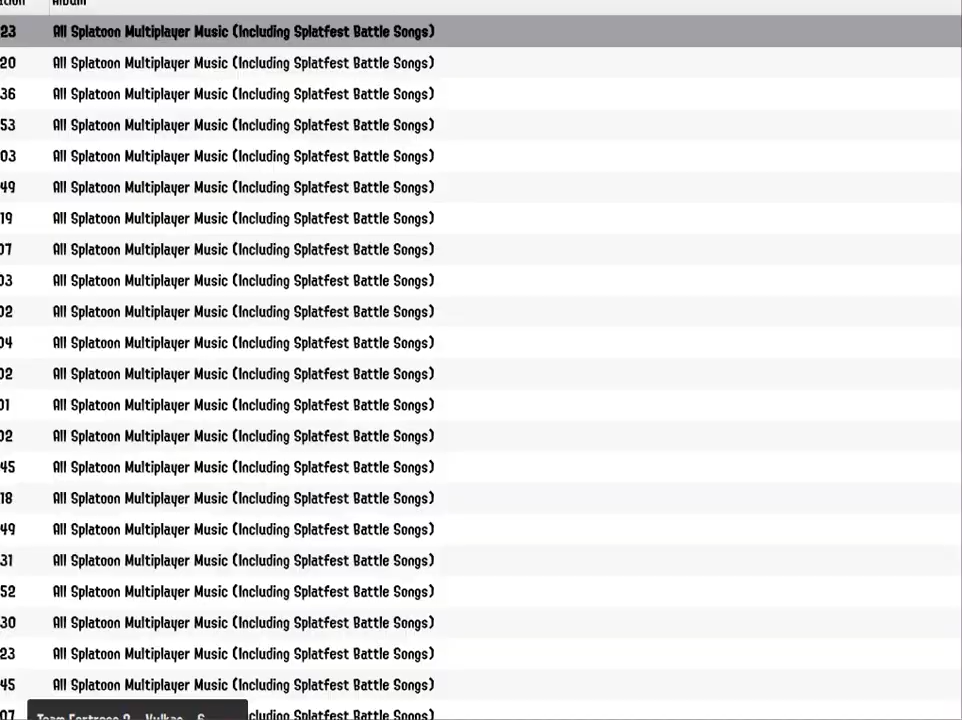 Album
23 All Splatoon Multiplayer Music (Including Splatfest Battle Songs)
20 All Splatoon Multiplayer Music (Including Splatfest Battle Songs)
36 All Splatoon Multiplayer Music (Including Splatfest Battle Songs)
53 All Splatoon Multiplayer Music (Including Splatfest Battle Songs)
03 All Splatoon Multiplayer Music (Including Splatfest Battle Songs)
49 All Splatoon Multiplayer Music (Including Splatfest Battle Songs)
19 All Splatoon Multiplayer Music (Including Splatfest Battle Songs)
07 All Splatoon Multiplayer Music (Including Splatfest Battle Songs)
03 All Splatoon Multiplayer Music (Including Splatfest Battle Songs)
02 All Splatoon Multiplayer Music (Including Splatfest Battle Songs)
04 All Splatoon Multiplayer Music (Including Splatfest Battle Songs)
02 All Splatoon Multiplayer Music (Including Splatfest Battle Songs)
01 All Splatoon Multiplayer Music (Including Splatfest Battle Songs)
02 All Splatoon Multiplayer Music (Including Splatfest Battle Songs)
45 All Splatoon Multiplayer Music (Including Splatfest Battle Songs)
18 All Splatoon Multiplayer Music (Including Splatfest Battle Songs)
49 All Splatoon Multiplayer Music (Including Splatfest Battle Songs)
31 All Splatoon Multiplayer Music (Including Splatfest Battle Songs)
52 All Splatoon Multiplayer Music (Including Splatfest Battle Songs)
30 All Splatoon Multiplayer Music (Including Splatfest Battle Songs)
23 All Splatoon Multiplayer Music (Including Splatfest Battle Songs)
45 All Splatoon Multiplayer Music (Including Splatfest Battle Songs)
07 cluding Splatfest Battle Songs)
Team Fortress 2 - Vulkan - 6